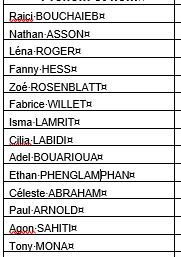 Raici·BOUCHAIEB¤
Nathan·ASSON¤
Léna·ROGER¤
Fanny·HESS¤
Zoé·ROSENBLATT¤
Fabrice·WILLET¤
Isma·LAMRIT¤
Cilia·LABIDI¤
Adel·BOUARIOUA¤
Ethan·PHENGLAMPHAN¤
Céleste·ABRAHAM¤
Paul·ARNOLD¤
Agon·SAHITI¤
Tony·MONA¤